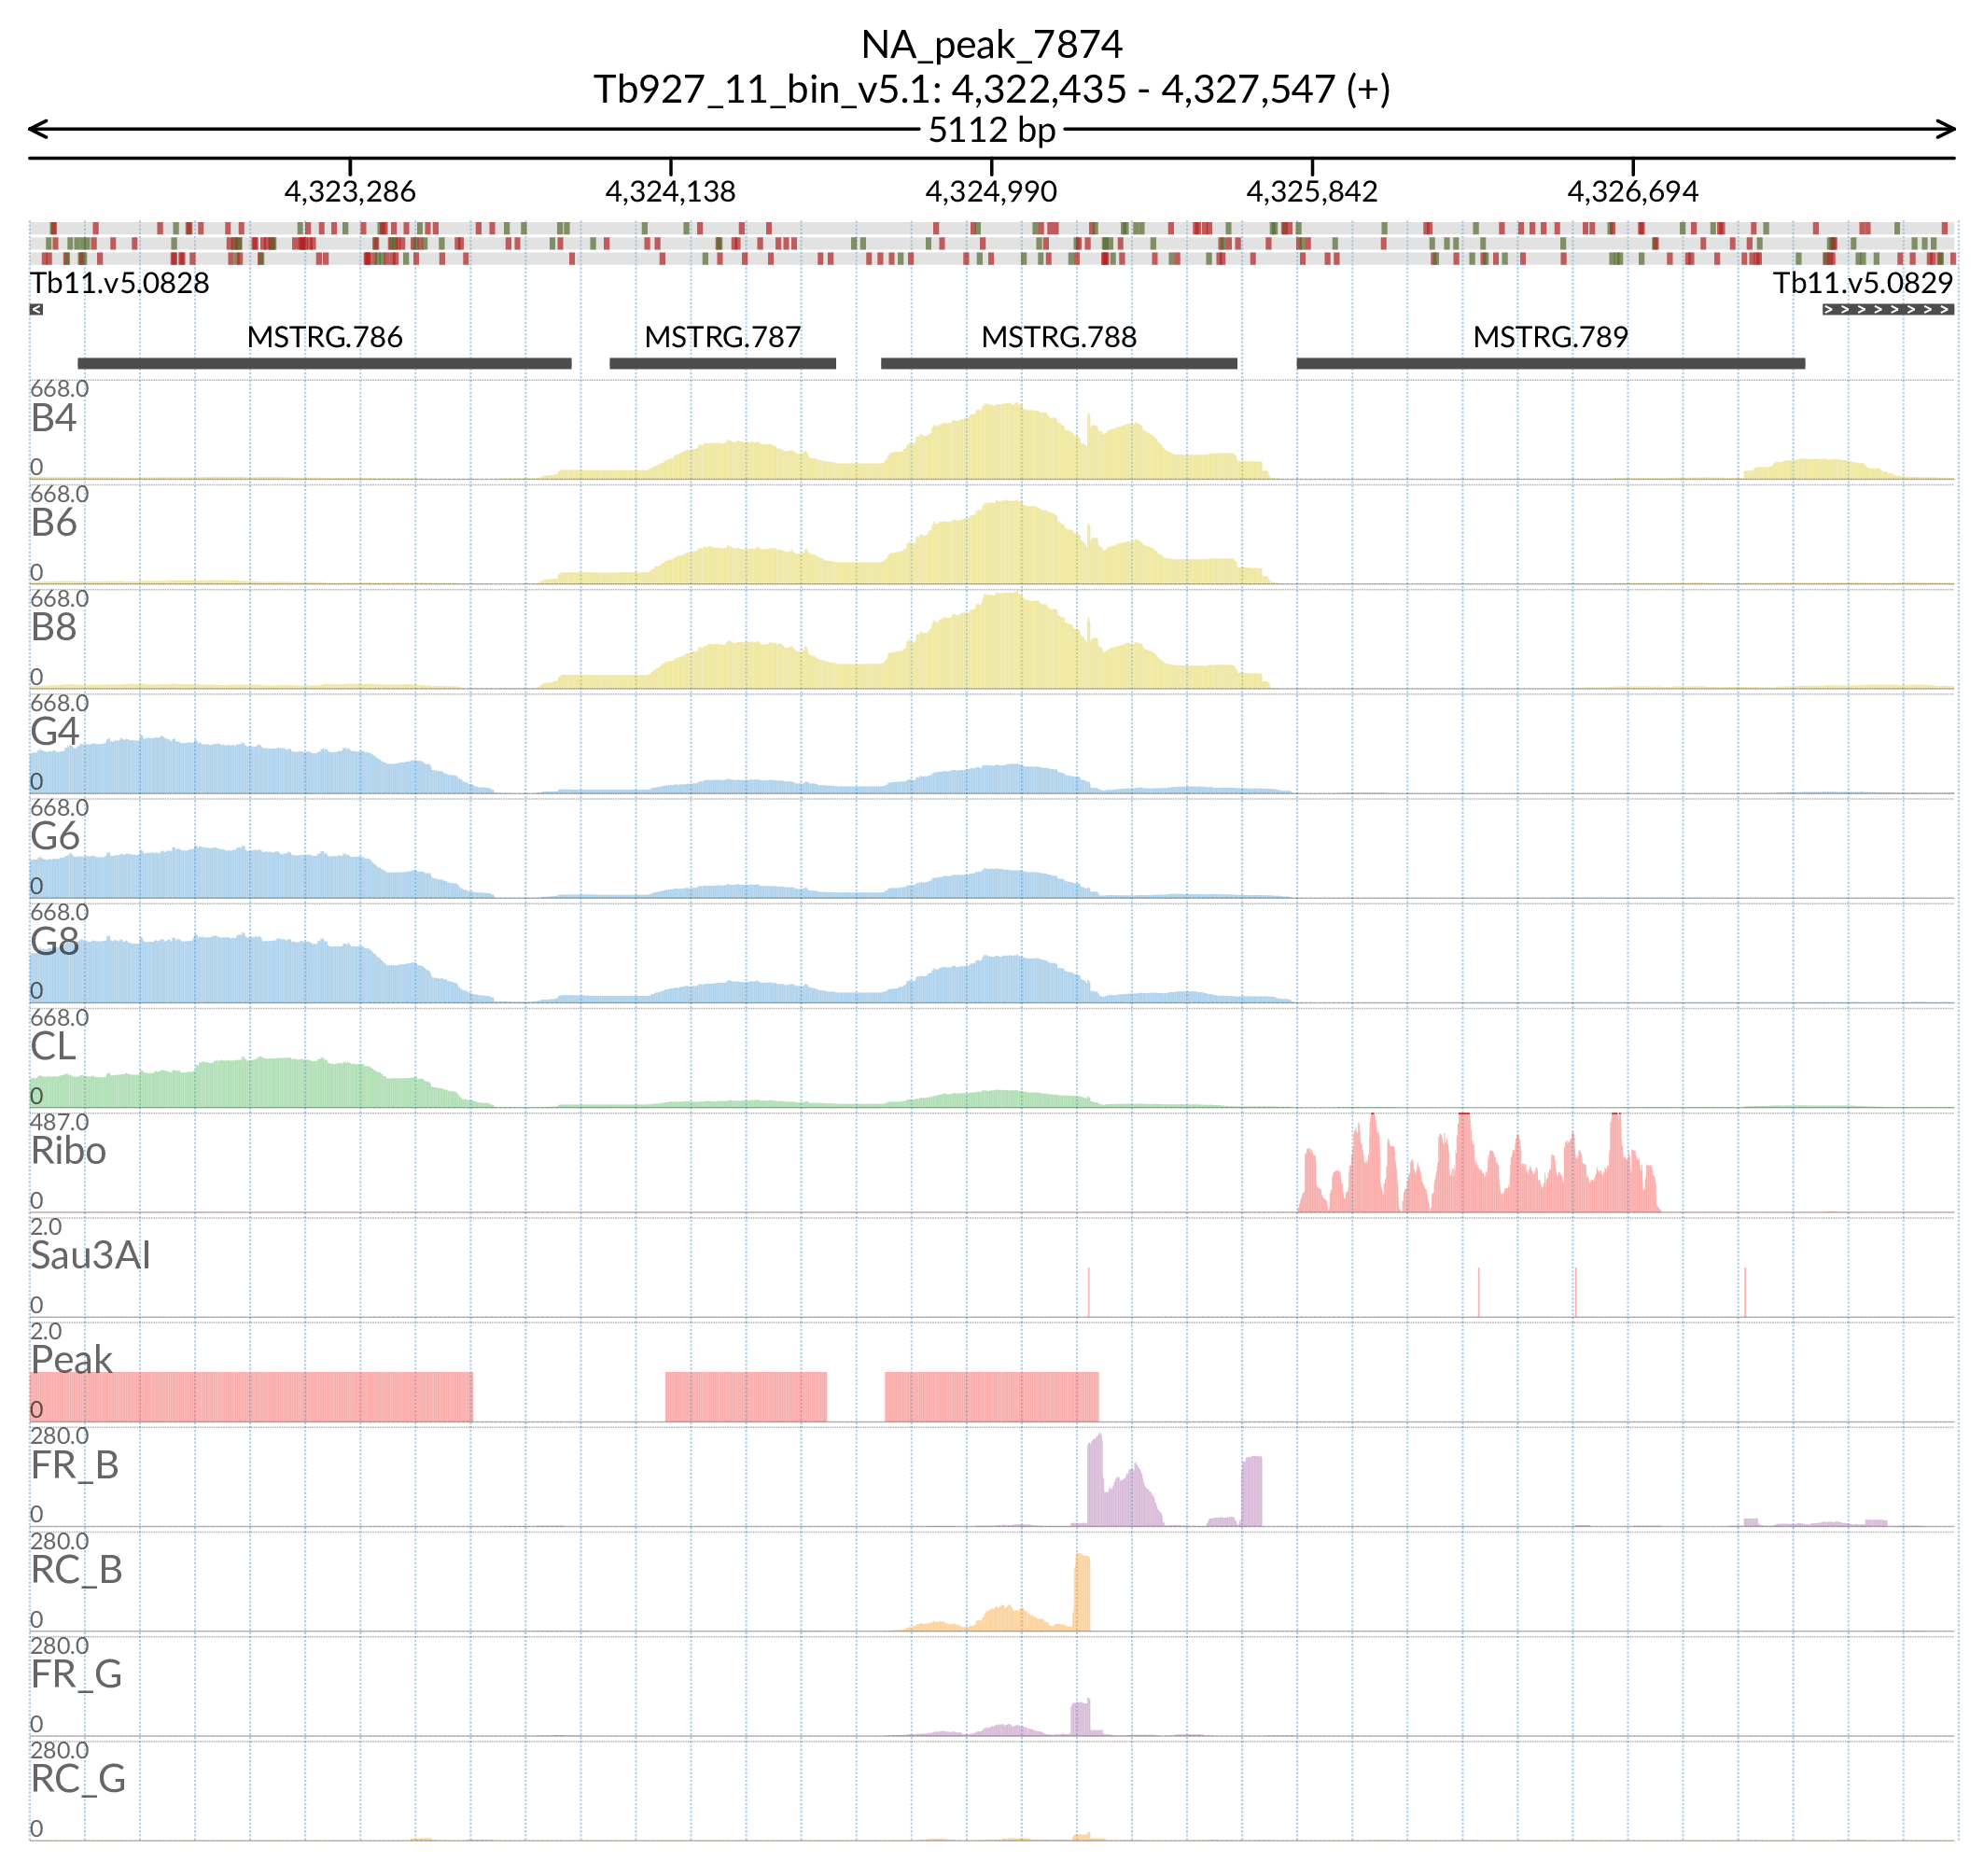 NA_peak_7874
Tb927_11_bin_v5.1: 4,322,435 - 4,327,547 (+)
5112 bp
4,323,286 4,324,138 4,324,990 4,325,842 4,326,694
Tb11.v5.0828 Tb11.v5.0829
MSTRG.786 MSTRG.787 MSTRG.788 MSTRG.789
668.0
B4
0
668.0
B6
0
668.0
B8
0
668.0
G4
0
668.0
G6
0
668.0
G8
0
668.0
CL
0
487.0
Ribo
0
2.0
Sau3AI
0
2.0
Peak
0
280.0
FR_B
0
280.0
RC_B
0
280.0
FR_G
0
280.0
RC_G
0